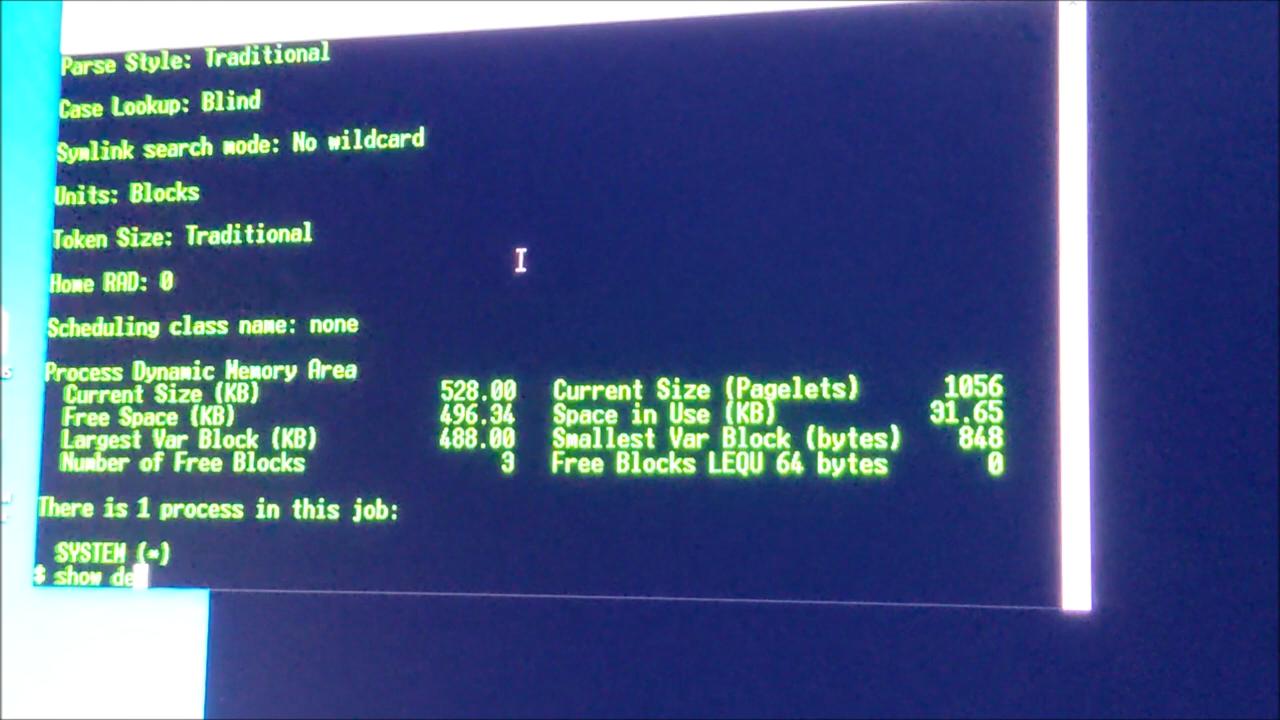 Parse Style: Traditional
Case Lookup: Blind
Symlink search mode: No wildcard
Units: Blocks
Token Size: Traditional
Home RAD: 0
Scheduling class name: none
Process Dynamic Memory Area
Current Size (KB) 528.00 Current Size (Pagelets) 1056
Free Space (KB) 496.34 Space in Use (KB) 31.65
Largest Var Block (KB) 488.00 Smallest Var Block (bytes) 848
Number of Free Blocks 3 Free Blocks LEQU 64 bytes 0
There is 1 process in this job:
SYSTEM (*)
$ show de